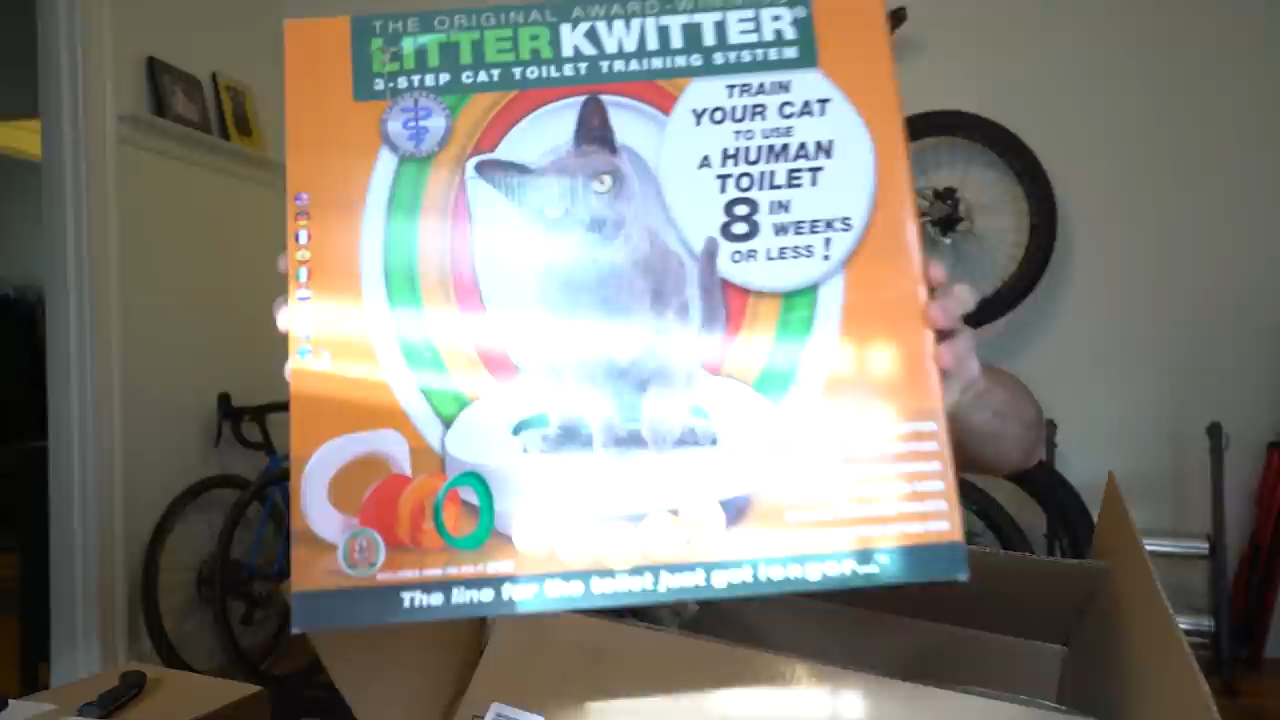 THE ORIGINAL AWARD-WINNING
LITTER KWITTER®
3-STEP CAT TOILET TRAINING SYSTEM
TRAIN
YOUR CAT
TO USE
A HUMAN
TOILET
8 IN WEEKS
OR LESS!
The line for the toilet just got longer...™